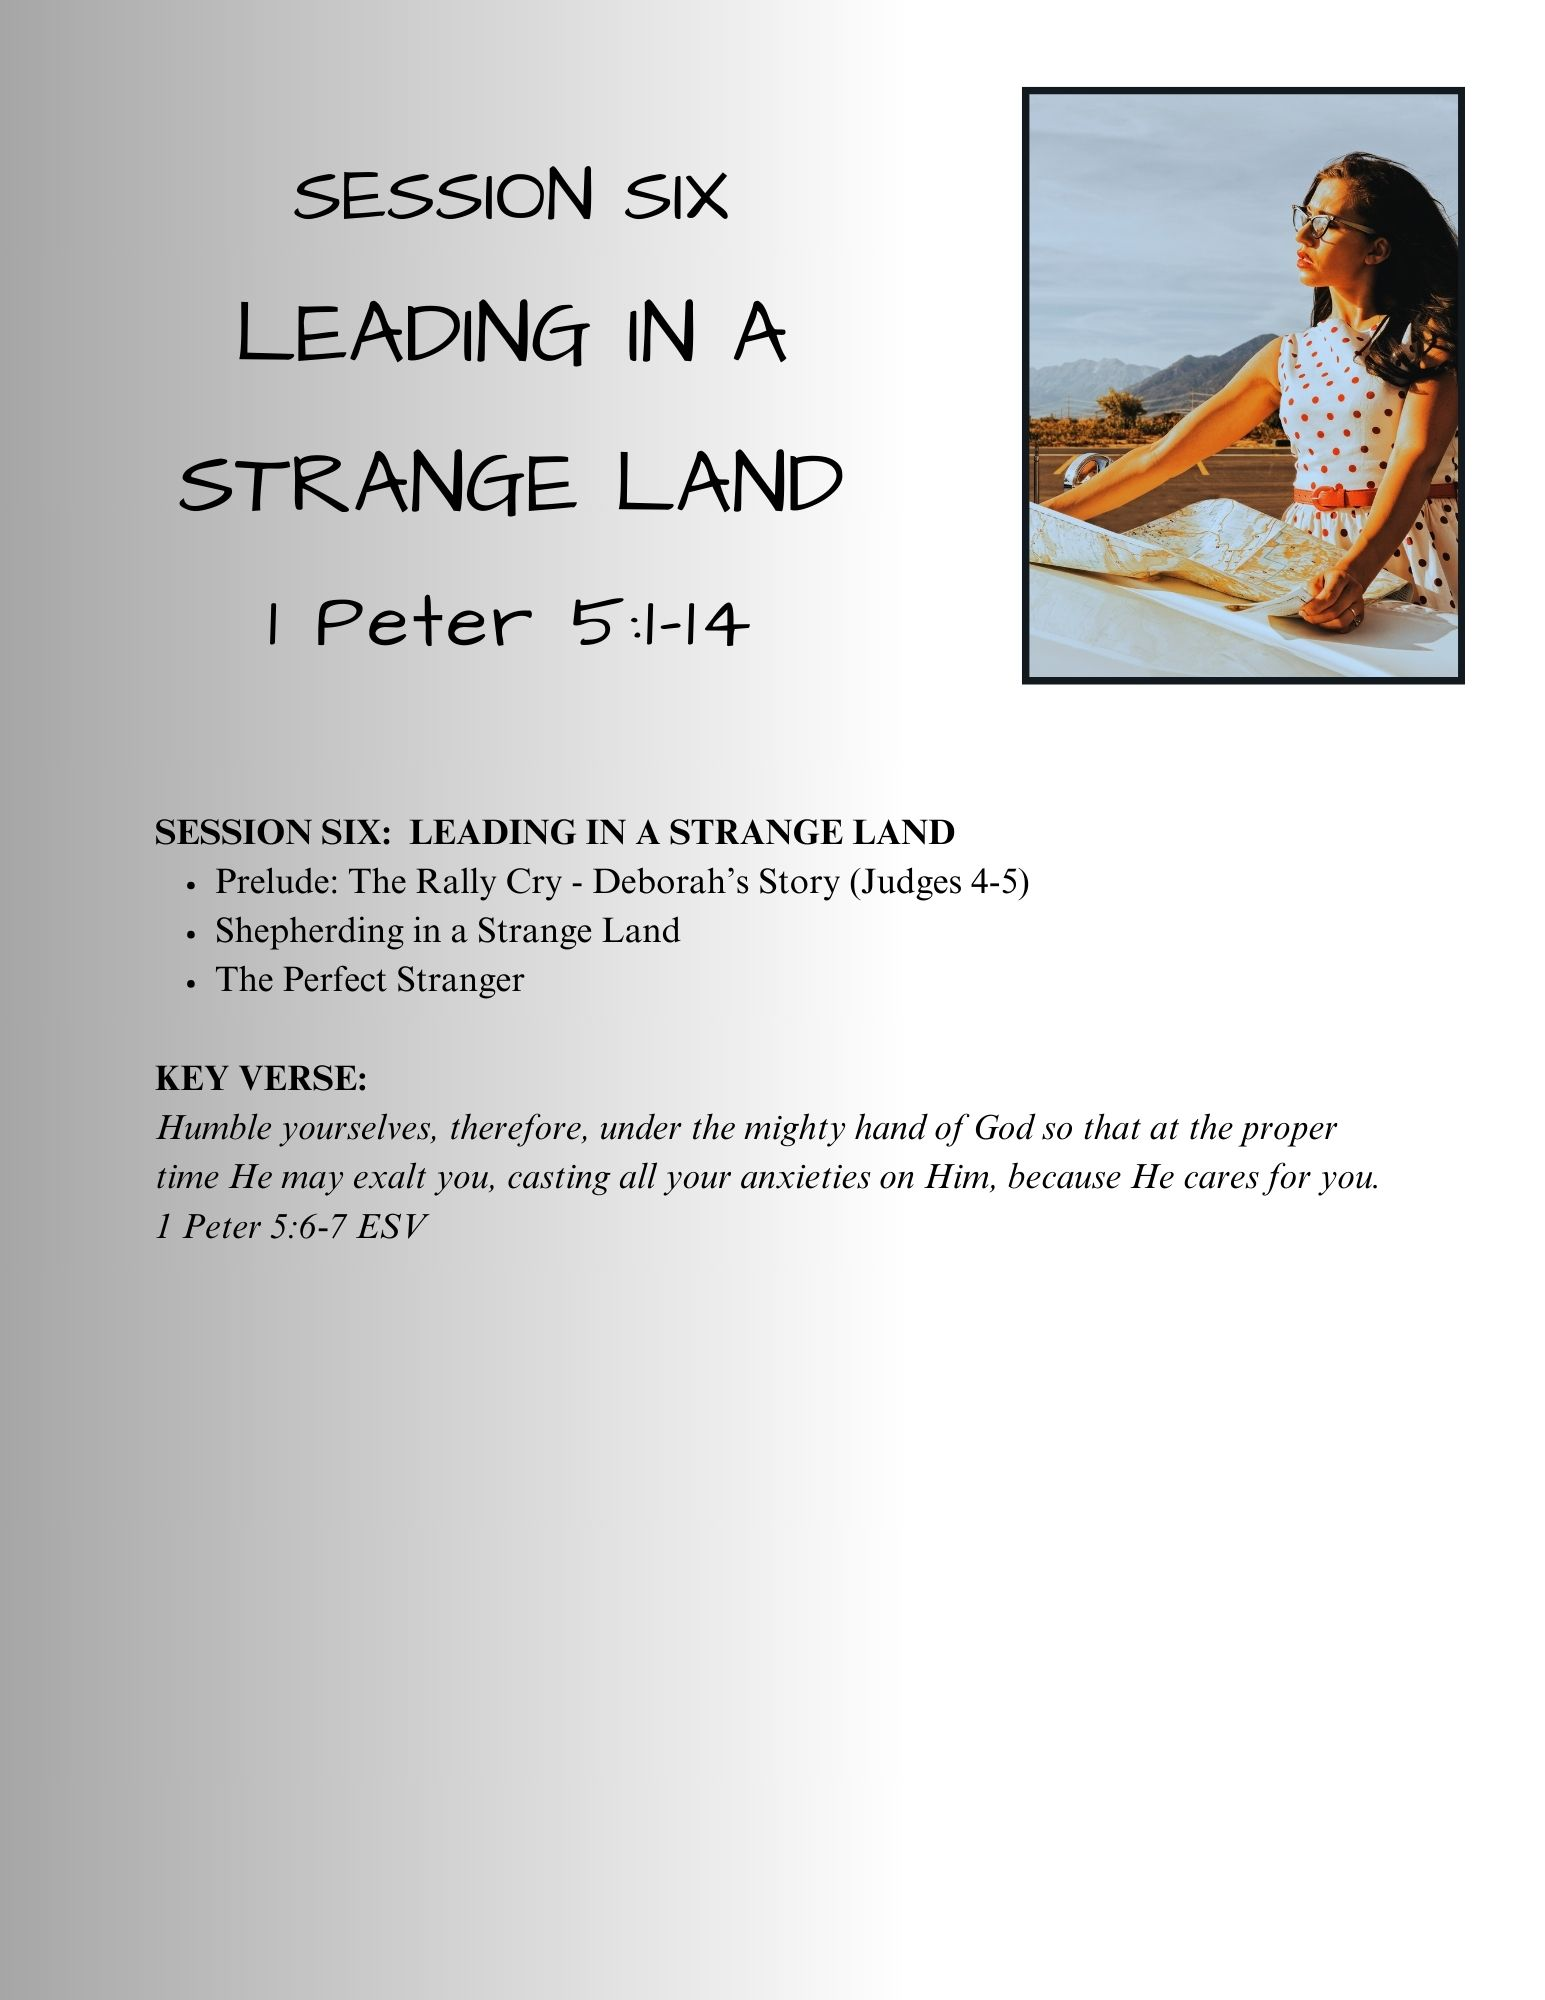 SESSION SIX
LEADING IN A
STRANGE LAND
1 Peter 5:1-14
SESSION SIX:  LEADING IN A STRANGE LAND
• Prelude: The Rally Cry - Deborah’s Story (Judges 4-5)
• Shepherding in a Strange Land
• The Perfect Stranger
KEY VERSE:
Humble yourselves, therefore, under the mighty hand of God so that at the proper
time He may exalt you, casting all your anxieties on Him, because He cares for you.
1 Peter 5:6-7 ESV